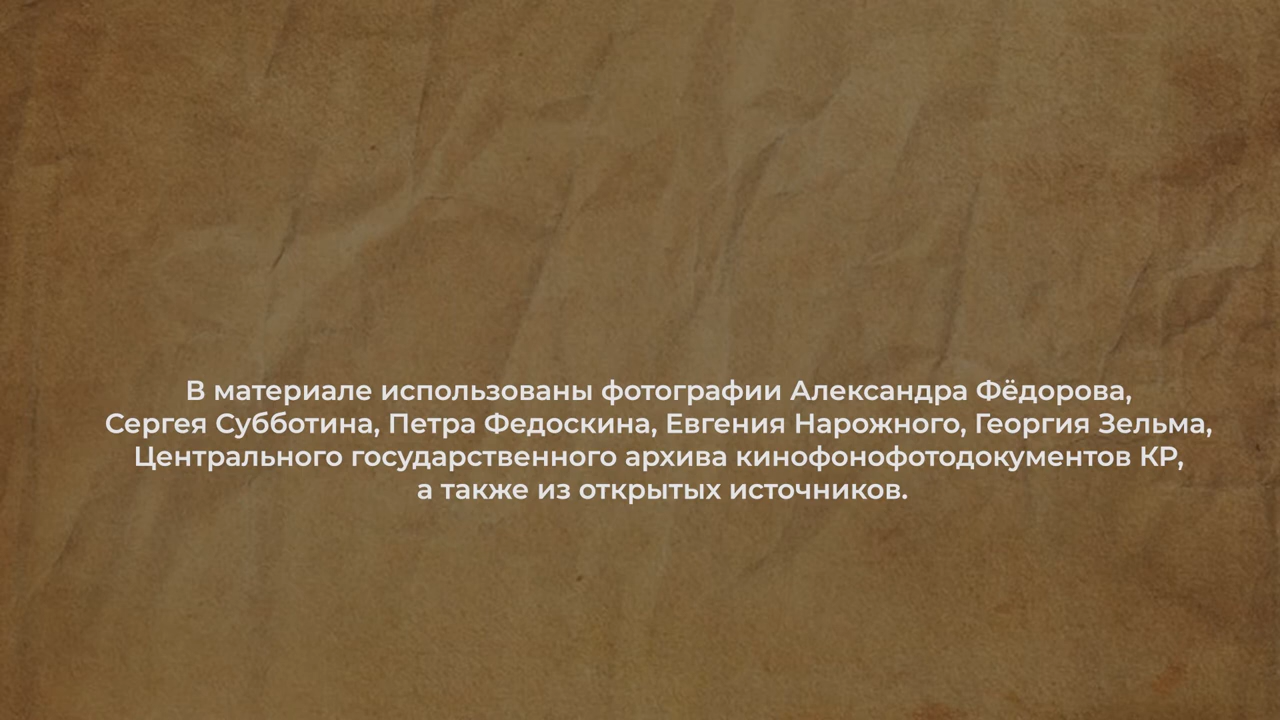 В материале использованы фотографии Александра Фёдорова,
Сергея Субботина, Петра Федоскина, Евгения Нарожного, Георгия Зельма,
Центрального государственного архива кинофонофотодокументов КР,
а также из открытых источников.